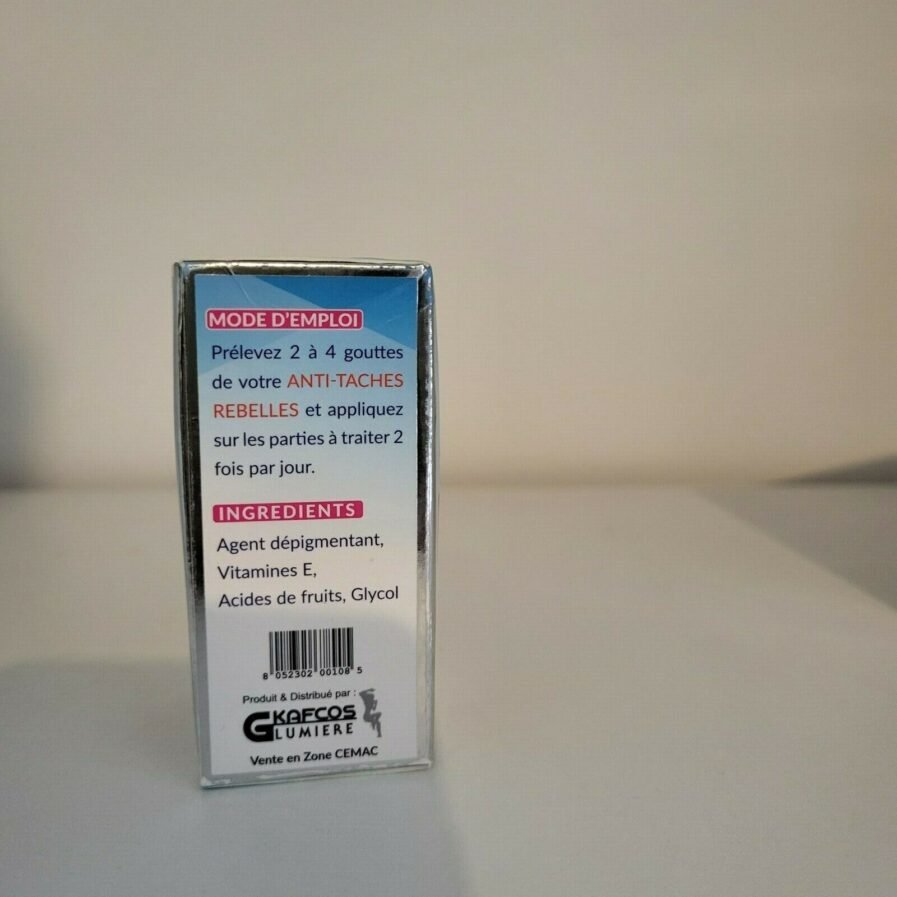 MODE D'EMPLOI
Prélevez 2 à 4 gouttes
de votre ANTI-TACHES
REBELLES et appliquez
sur les parties à traiter 2
fois par jour.
INGREDIENTS
Agent dépigmentant,
Vitamines E,
Acides de fruits, Glycol
8 052302 00108 5
Produit & Distribué par :
GKAFCOS
LUMIERE
Vente en Zone CEMAC